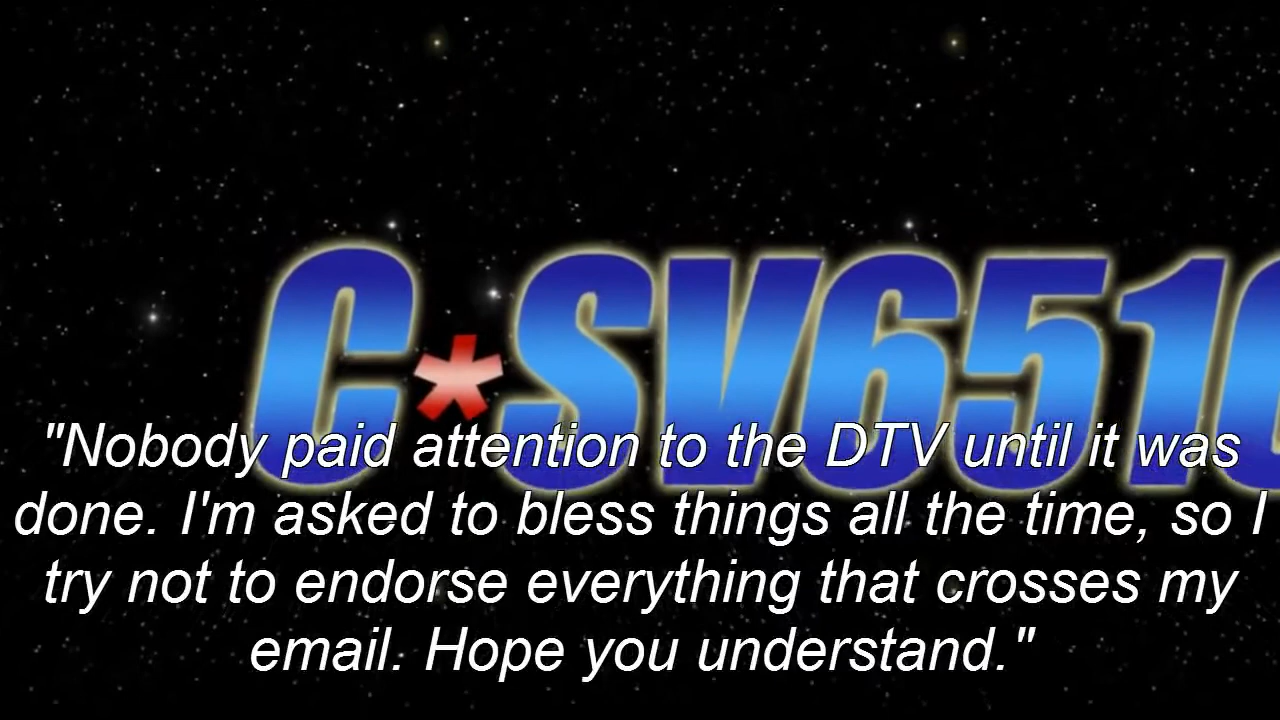 C*SV6510
"Nobody paid attention to the DTV until it was
done. I'm asked to bless things all the time, so I
try not to endorse everything that crosses my
email. Hope you understand."